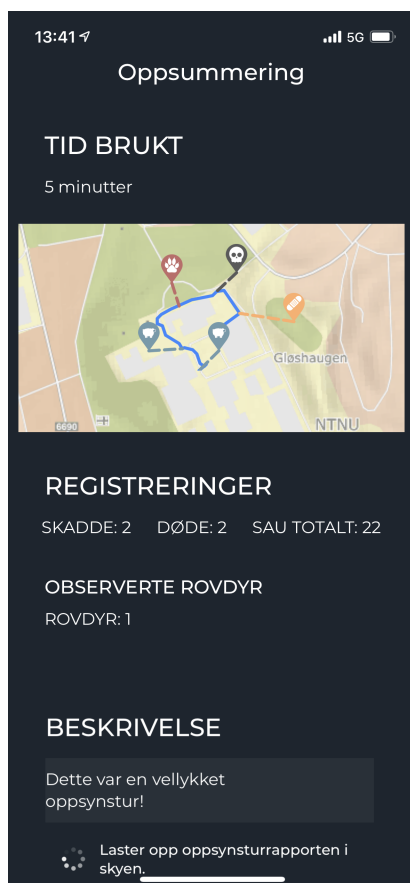 13:41
5G
Oppsummering
TID BRUKT
5 minutter
Gløshaugen
6690
NTNU
REGISTRERINGER
SKADDE: 2 DØDE: 2 SAU TOTALT: 22
OBSERVERTE ROVDYR
ROVDYR: 1
BESKRIVELSE
Dette var en vellykket
oppsynstur!
Laster opp oppsynsturrapporten i
skyen.